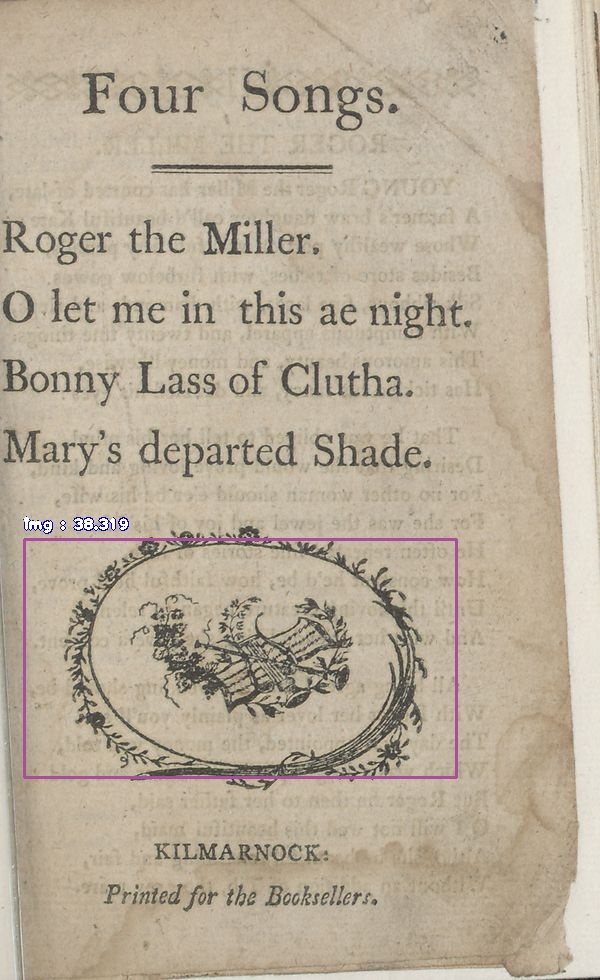 Four Songs.
Roger the Miller.
O let me in this ae night.
Bonny Lass of Clutha.
Mary's departed Shade.
img : 38.319
KILMARNOCK:
Printed for the Booksellers.